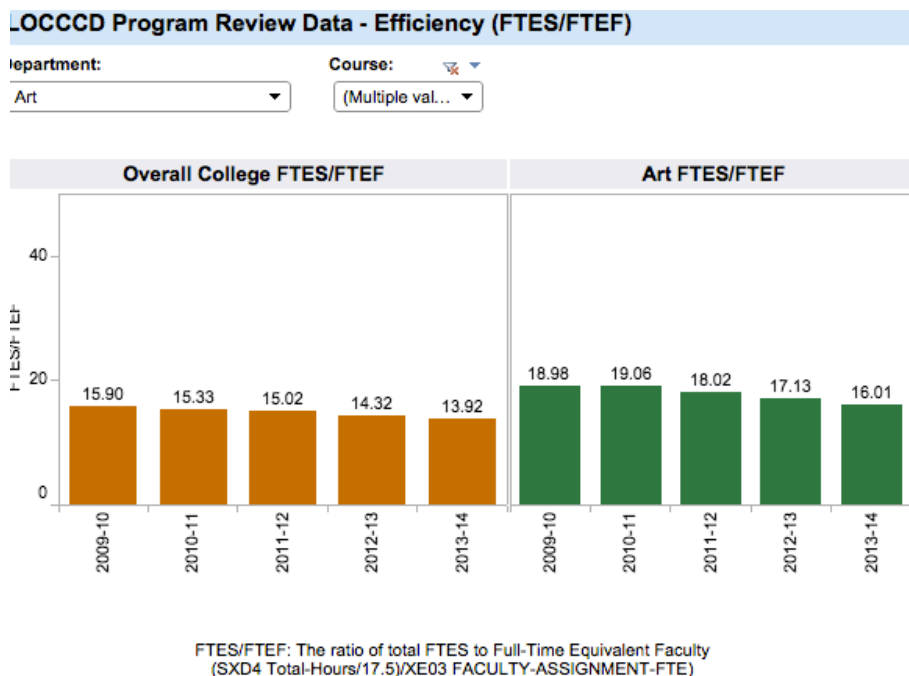 LOCCCD Program Review Data - Efficiency (FTES/FTEF)
Department: Course:
Art (Multiple val...
Overall College FTES/FTEF Art FTES/FTEF
FTES/FTEF
40
20
0
15.90 15.33 15.02 14.32 13.92 18.98 19.06 18.02 17.13 16.01
2009-10 2010-11 2011-12 2012-13 2013-14 2009-10 2010-11 2011-12 2012-13 2013-14
FTES/FTEF: The ratio of total FTES to Full-Time Equivalent Faculty
(SXD4 Total-Hours/17.5)/XE03 FACULTY-ASSIGNMENT-FTE)